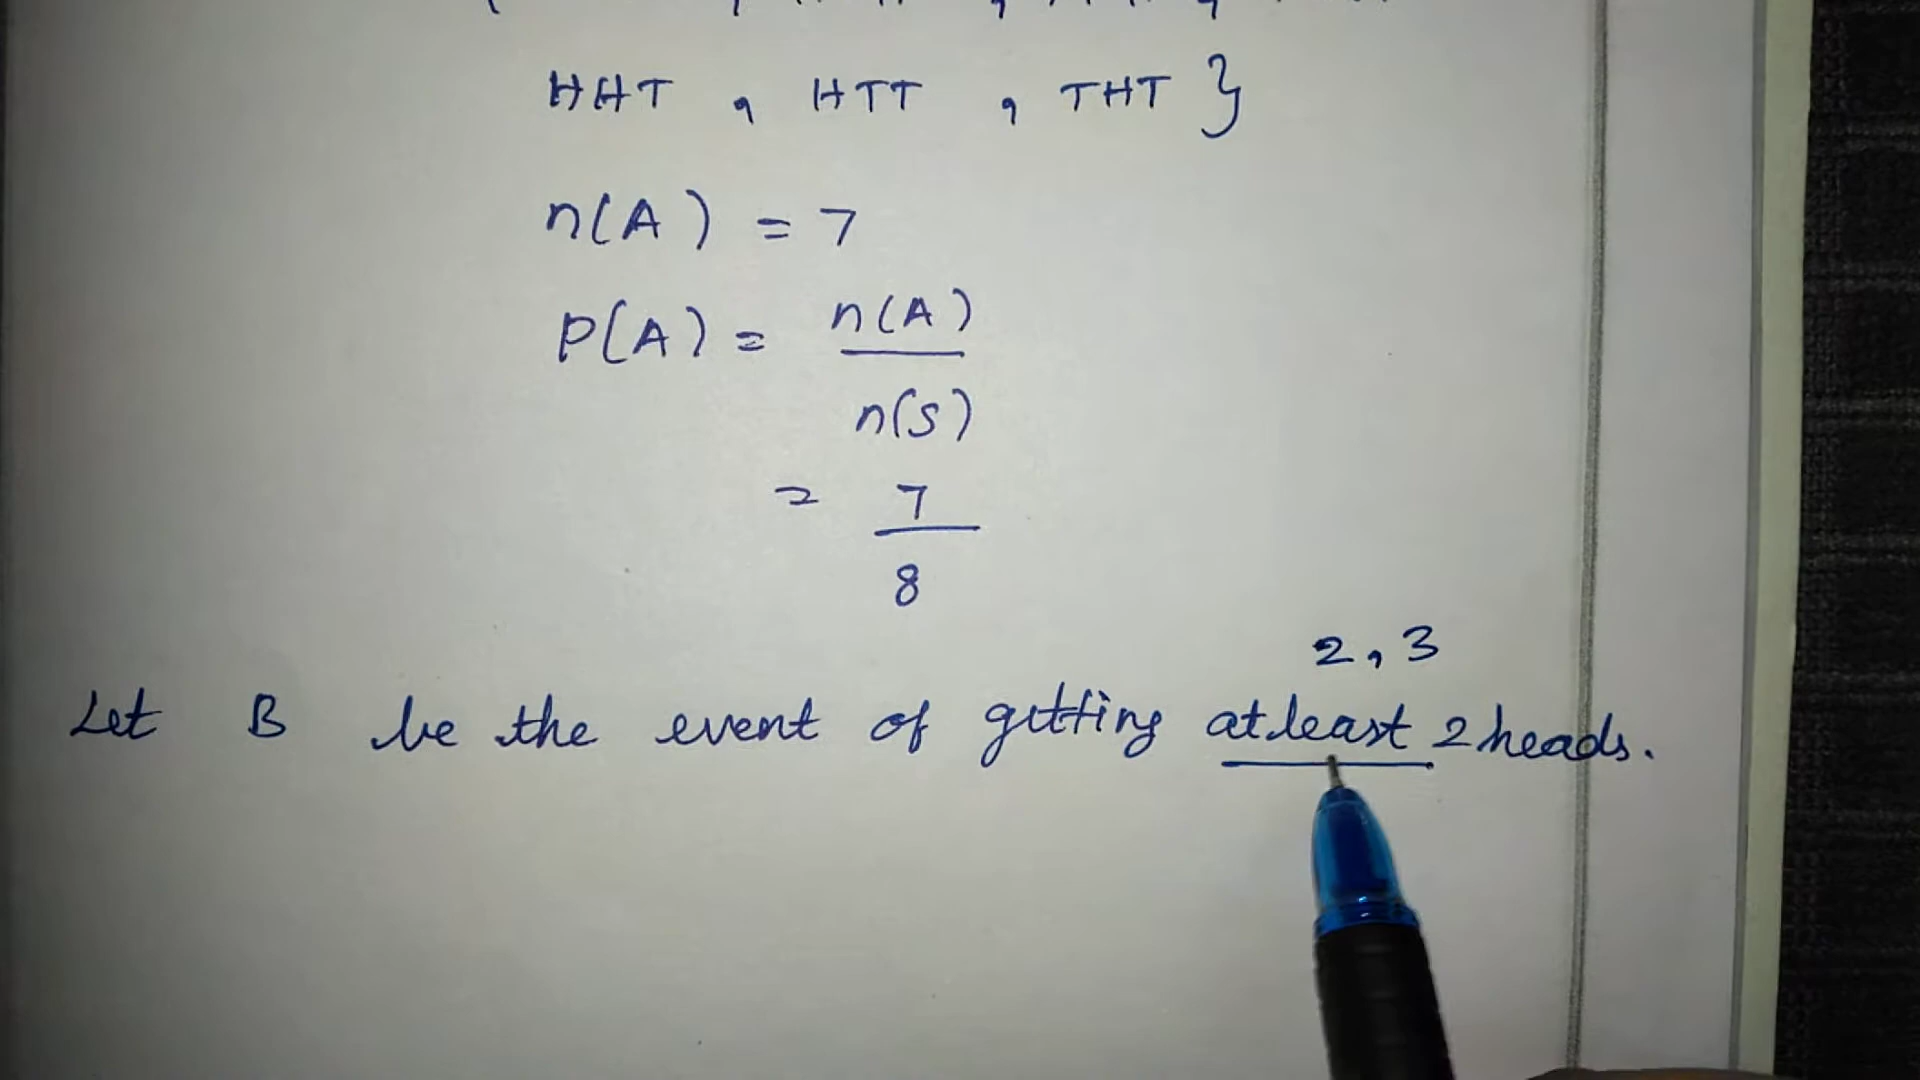 HHT , HTT , THT }
n(A) = 7
P(A) = n(A)
n(S)
= 7
8
2, 3
Let B be the event of getting atleast 2 heads.